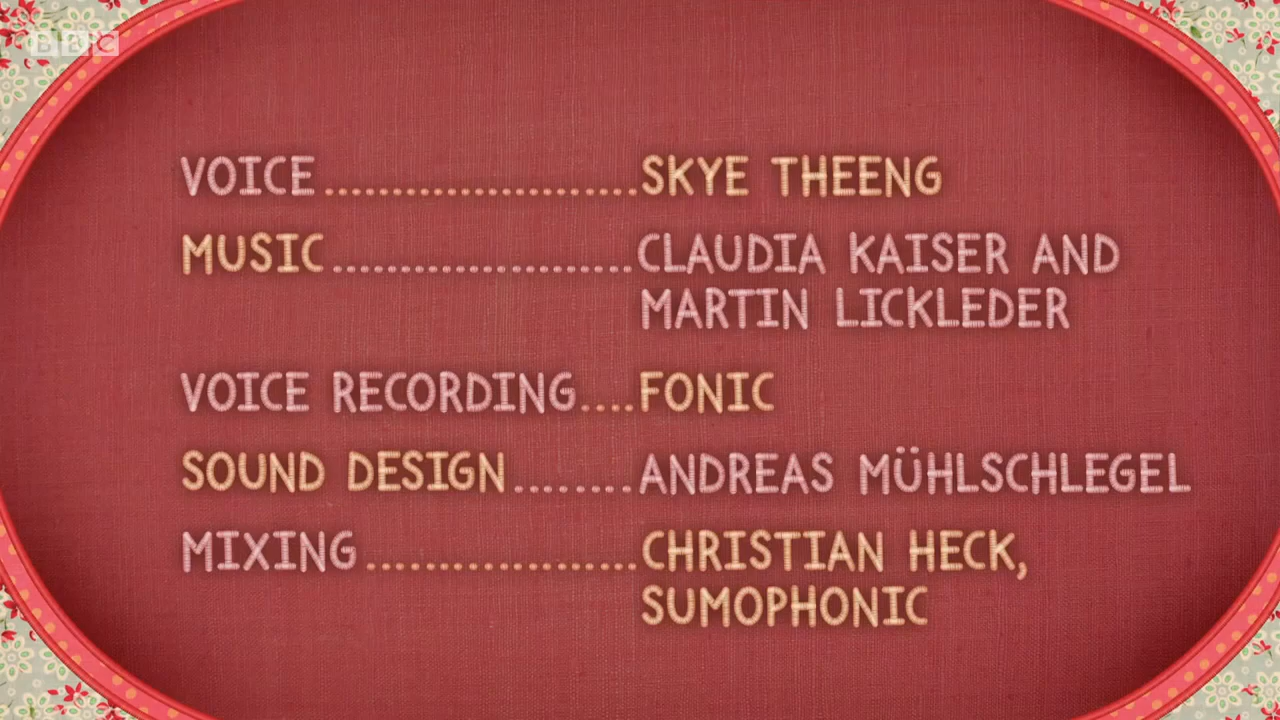 BBC
VOICE......................SKYE THEENG
MUSIC......................CLAUDIA KAISER AND
MARTIN LICKLEDER
VOICE RECORDING....FONIC
SOUND DESIGN........ANDREAS MÜHLSCHLEGEL
MIXING....................CHRISTIAN HECK,
SUMOPHONIC